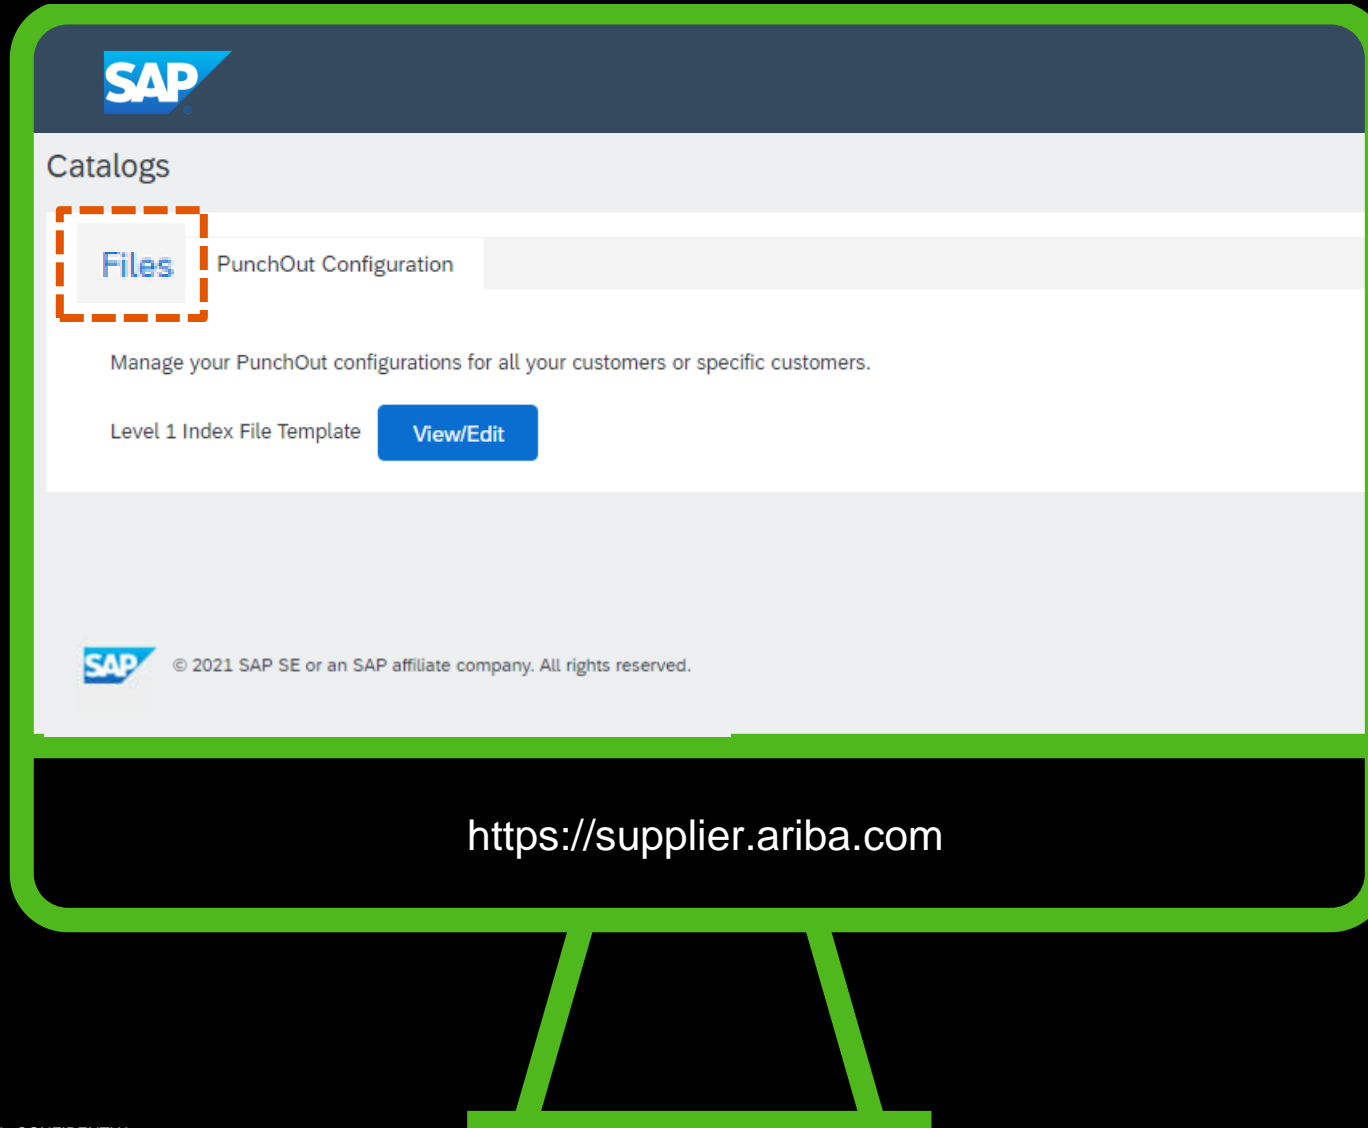 SAP
Catalogs
Files PunchOut Configuration
Manage your PunchOut configurations for all your customers or specific customers.
Level 1 Index File Template View/Edit
SAP © 2021 SAP SE or an SAP affiliate company. All rights reserved.
https://supplier.ariba.com